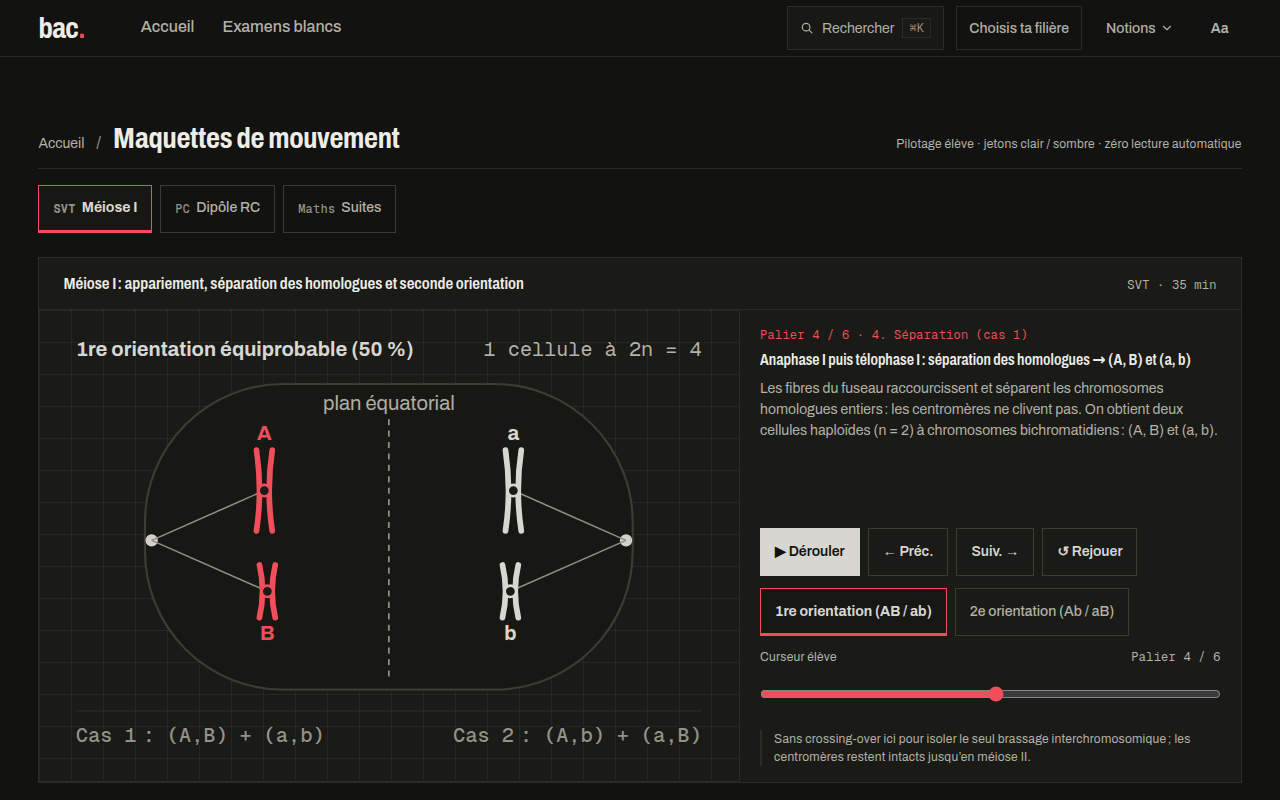 bac.
Accueil
Examens blancs
Rechercher ⌘K
Choisis ta filière
Notions
Aa
Accueil / Maquettes de mouvement
Pilotage élève · jetons clair / sombre · zéro lecture automatique
SVT Méiose I
PC Dipôle RC
Maths Suites
Méiose I : appariement, séparation des homologues et seconde orientation
SVT · 35 min
1re orientation équiprobable (50 %)
1 cellule à 2n = 4
plan équatorial
A
a
B
b
Cas 1 : (A,B) + (a,b)
Cas 2 : (A,b) + (a,B)
Palier 4 / 6 · 4. Séparation (cas 1)
Anaphase I puis télophase I : séparation des homologues → (A, B) et (a, b)
Les fibres du fuseau raccourcissent et séparent les chromosomes
homologues entiers : les centromères ne clivent pas. On obtient deux
cellules haploïdes (n = 2) à chromosomes bichromatidiens : (A, B) et (a, b).
▶ Dérouler
← Préc.
Suiv. →
↺ Rejouer
1re orientation (AB / ab)
2e orientation (Ab / aB)
Curseur élève
Palier 4 / 6
Sans crossing-over ici pour isoler le seul brassage interchromosomique ; les
centromères restent intacts jusqu'en méiose II.